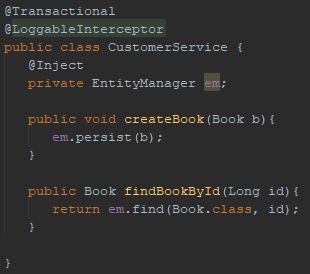 @Transactional
@LoggableInterceptor
public class CustomerService {
    @Inject
    private EntityManager em;

    public void createBook(Book b){
        em.persist(b);
    }

    public Book findBookById(Long id){
        return em.find(Book.class, id);
    }

}